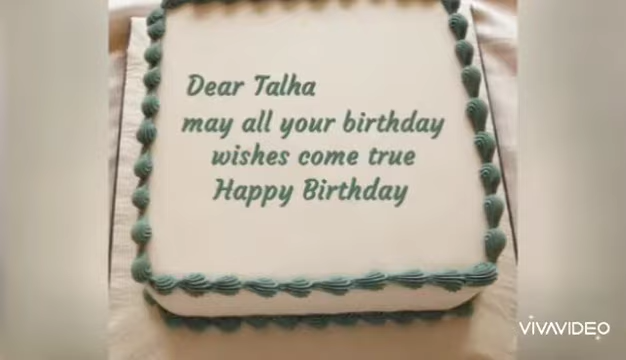 Dear Talha
may all your birthday
wishes come true
Happy Birthday
VIVAVIDEO